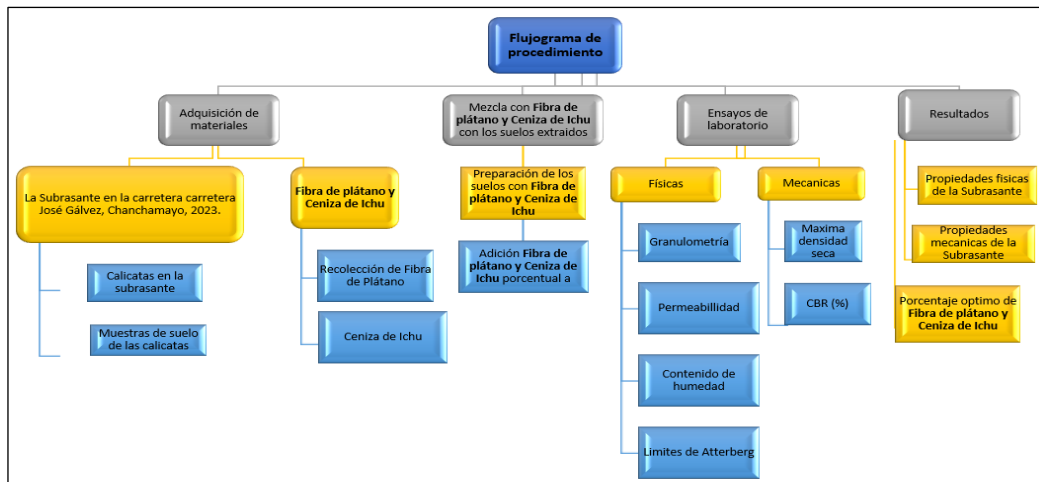 Flujograma de
procedimiento
Adquisición de
materiales
La Subrasante en la carretera carretera
José Gálvez, Chanchamayo, 2023.
Calicatas en la
subrasante
Muestras de suelo
de las calicatas
Fibra de plátano y
Ceniza de Ichu
Recolección de Fibra
de Plátano
Ceniza de Ichu
Mezcla con Fibra de
plátano y Ceniza de Ichu
con los suelos extraidos
Preparación de los
suelos con Fibra de
plátano y Ceniza de
Ichu
Adición Fibra de
plátano y Ceniza de
Ichu porcentual a
Ensayos de
laboratorio
Físicas
Granulometría
Permeabillidad
Contenido de
humedad
Limites de Atterberg
Mecanicas
Maxima
densidad
seca
CBR (%)
Resultados
Propiedades fisicas
de la Subrasante
Propiedades
mecanicas de la
Subrasante
Porcentaje optimo de
Fibra de plátano y
Ceniza de Ichu